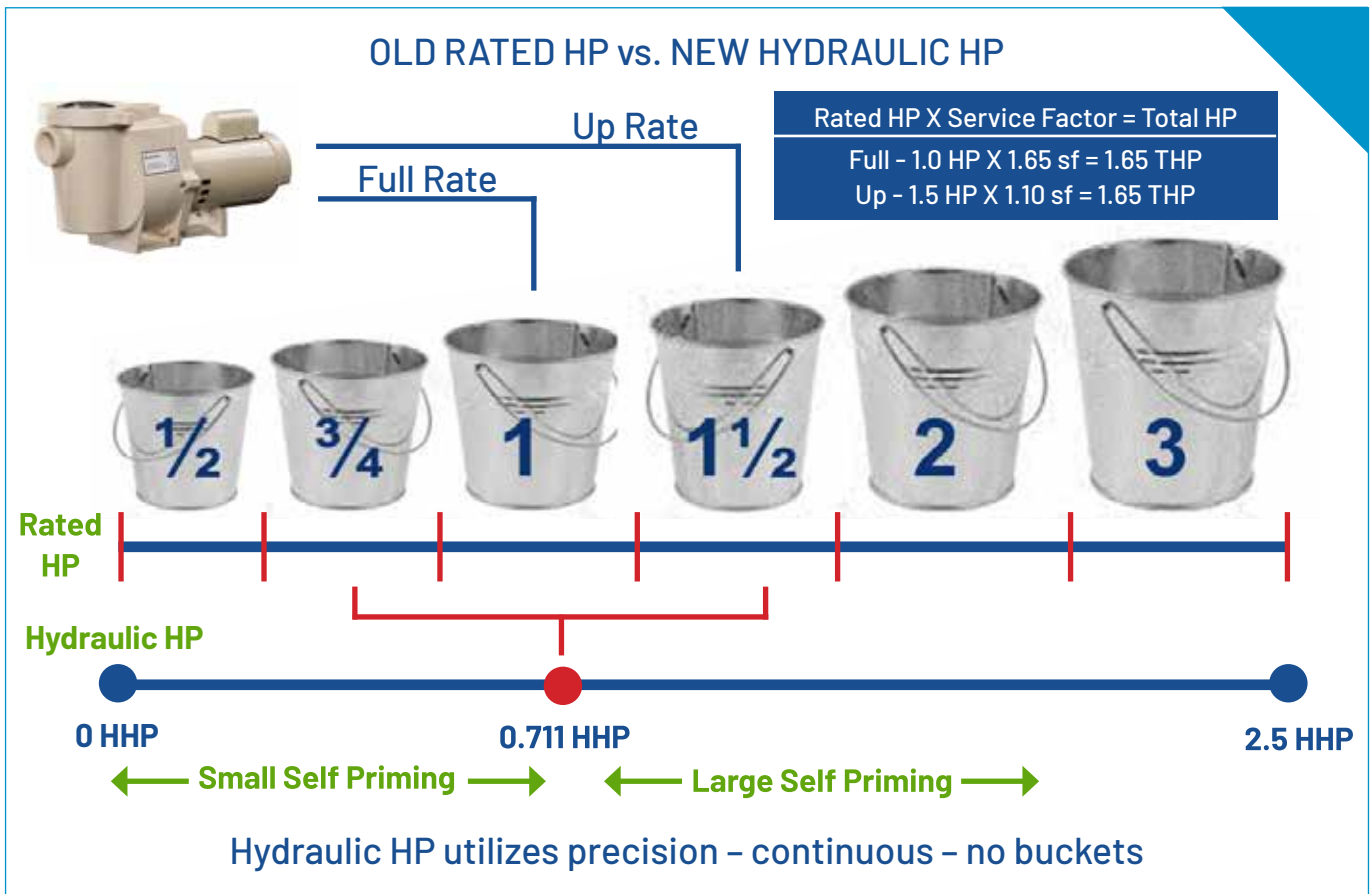 OLD RATED HP vs. NEW HYDRAULIC HP
Up Rate
Full Rate
Rated HP X Service Factor = Total HP
Full - 1.0 HP X 1.65 sf = 1.65 THP
Up - 1.5 HP X 1.10 sf = 1.65 THP
½
¾
1
1½
2
3
Rated
HP
Hydraulic HP
0 HHP
0.711 HHP
2.5 HHP
Small Self Priming
Large Self Priming
Hydraulic HP utilizes precision – continuous – no buckets